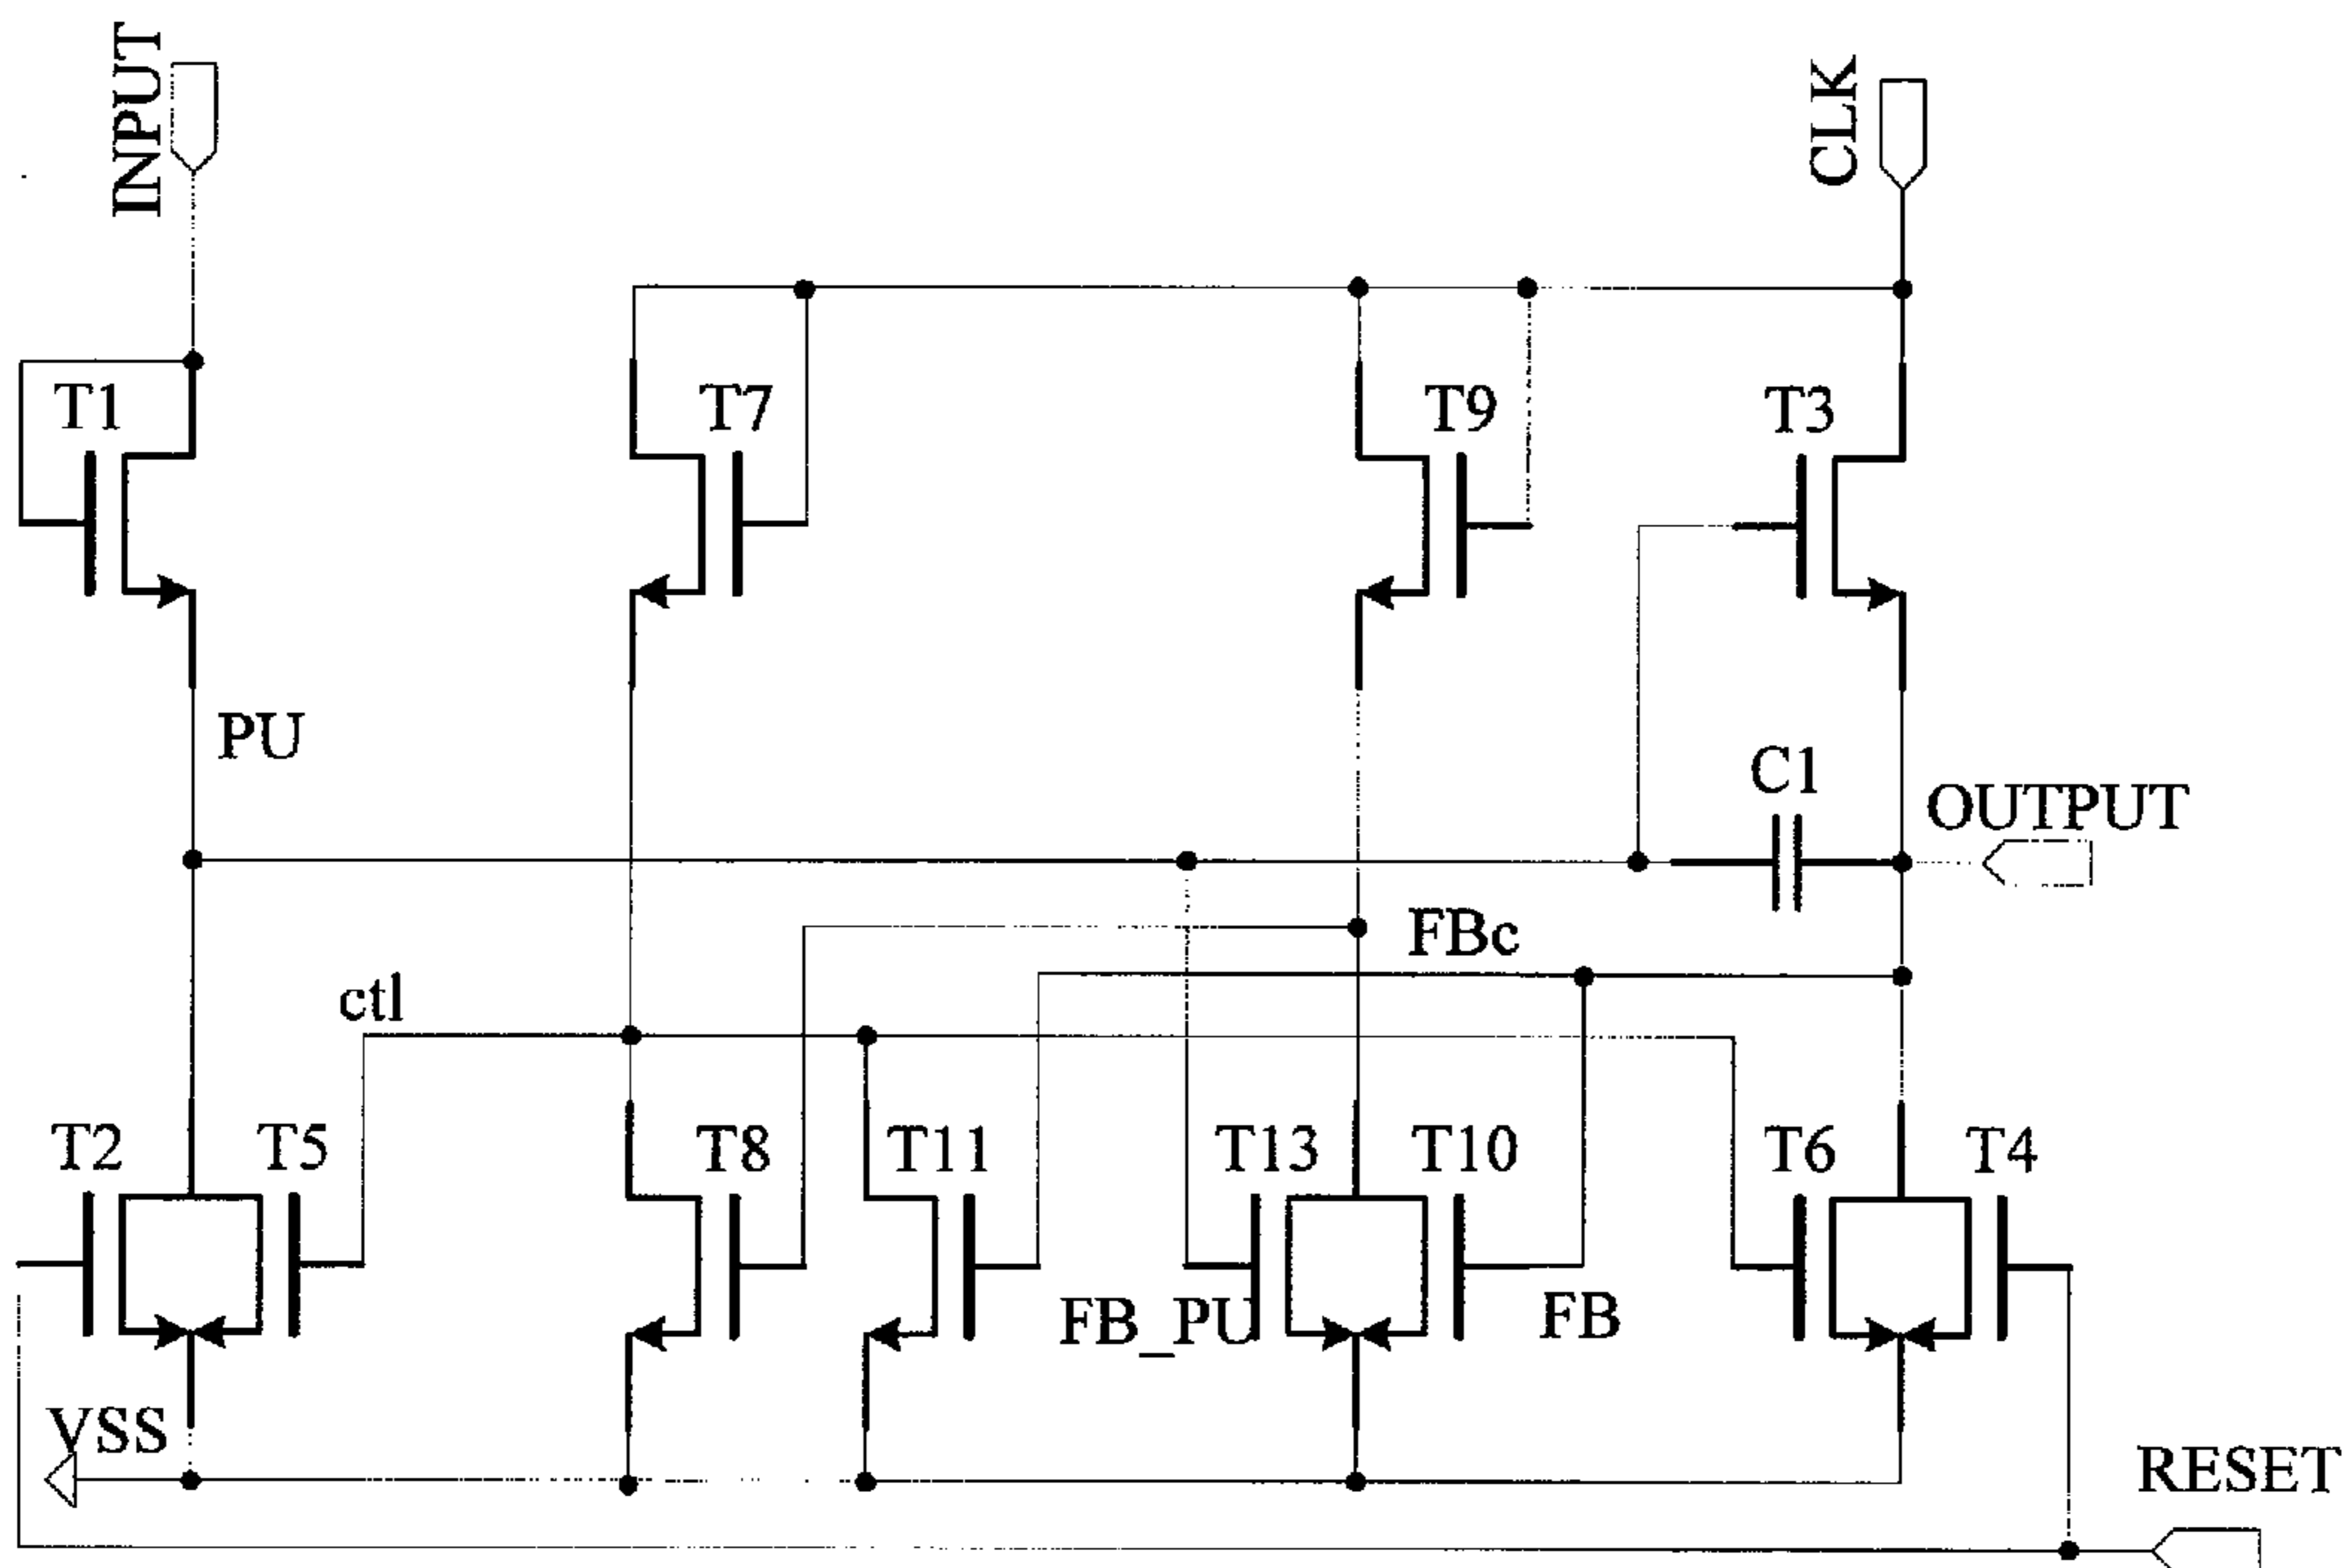 INPUT
CLK
T1
T7
T9
T3
PU
C1
OUTPUT
FBc
ctl
T2
T5
T8
T11
T13
T10
T6
T4
FB_PU
FB
VSS
RESET